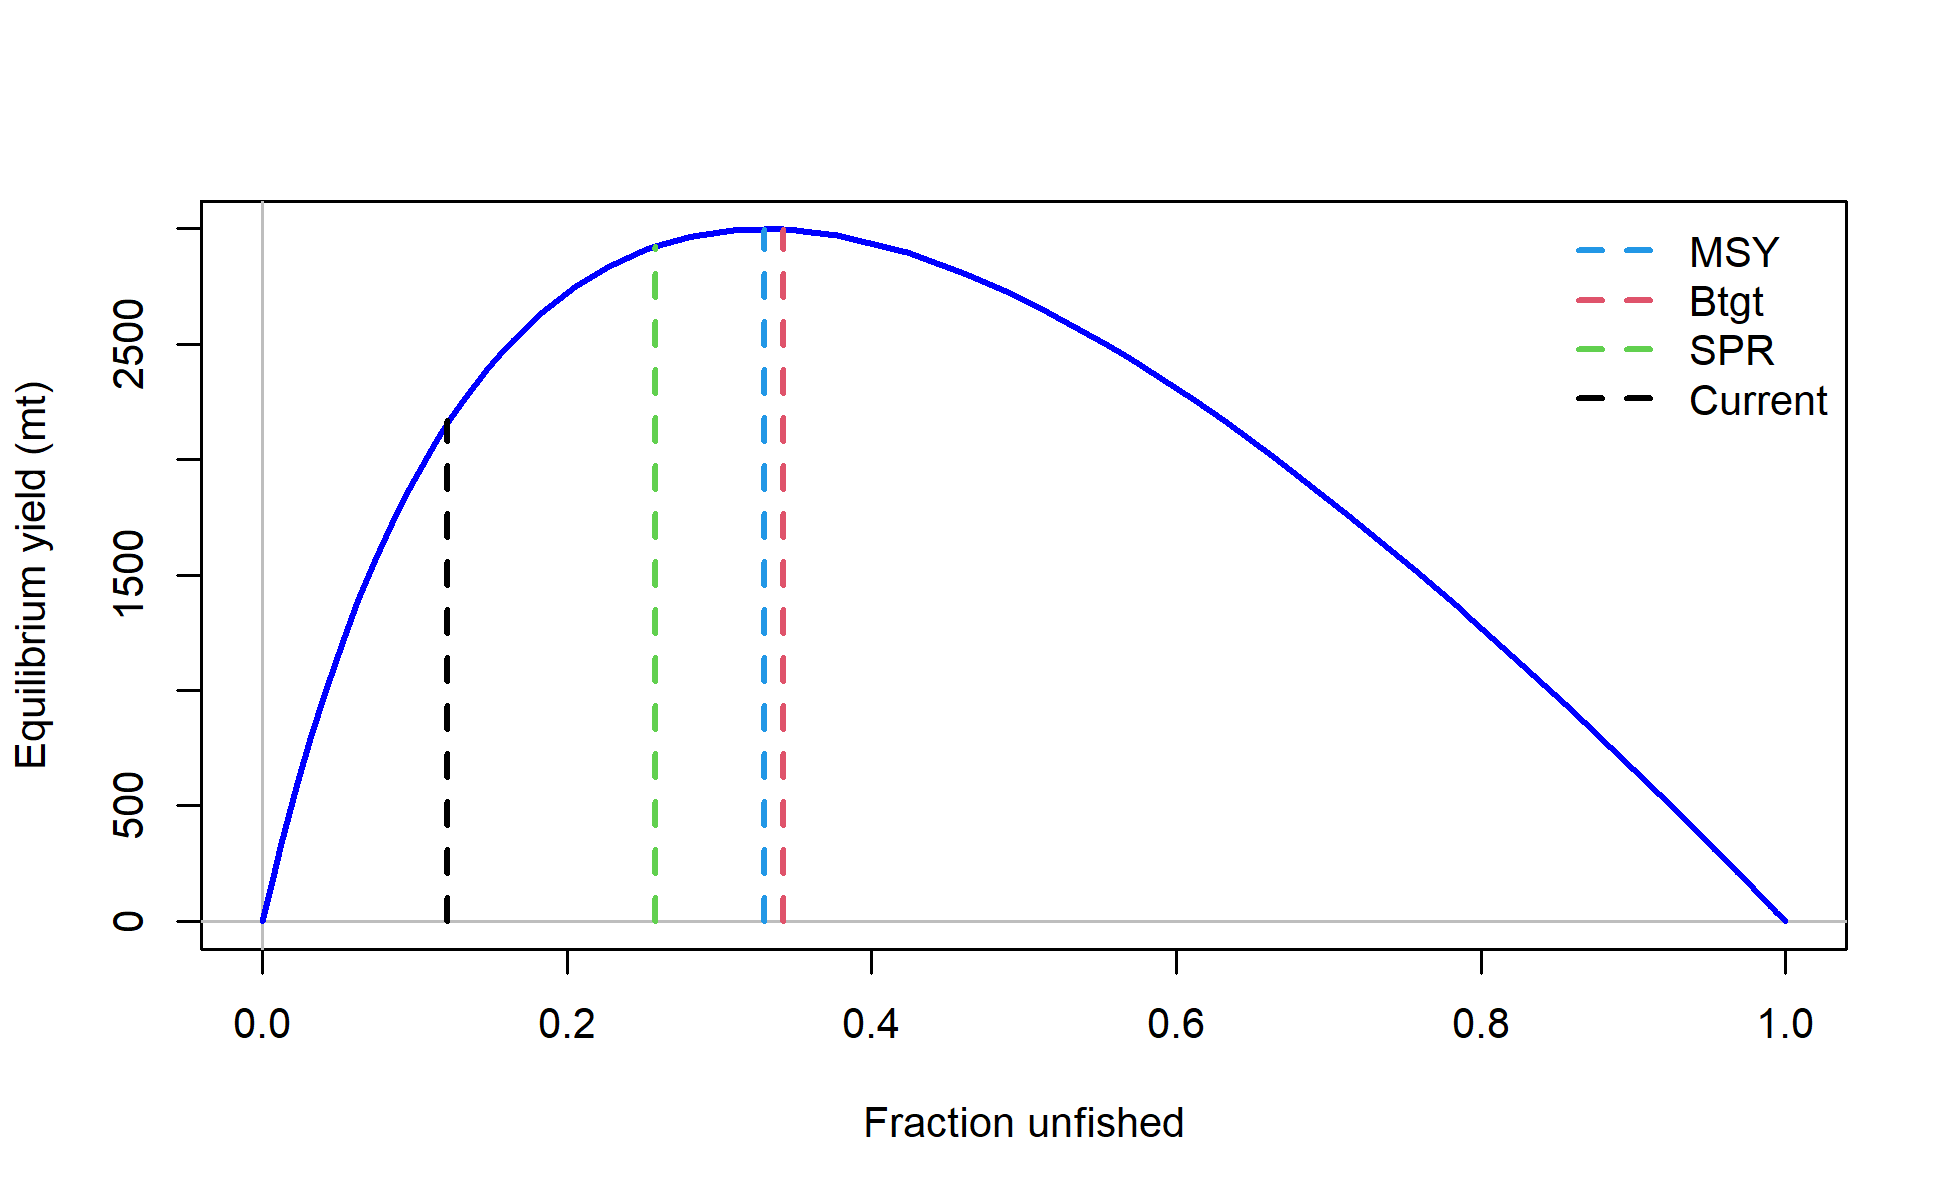 MSY
Btgt
SPR
Current
Equilibrium yield (mt)
2500
1500
500
0
0.0 0.2 0.4 0.6 0.8 1.0
Fraction unfished